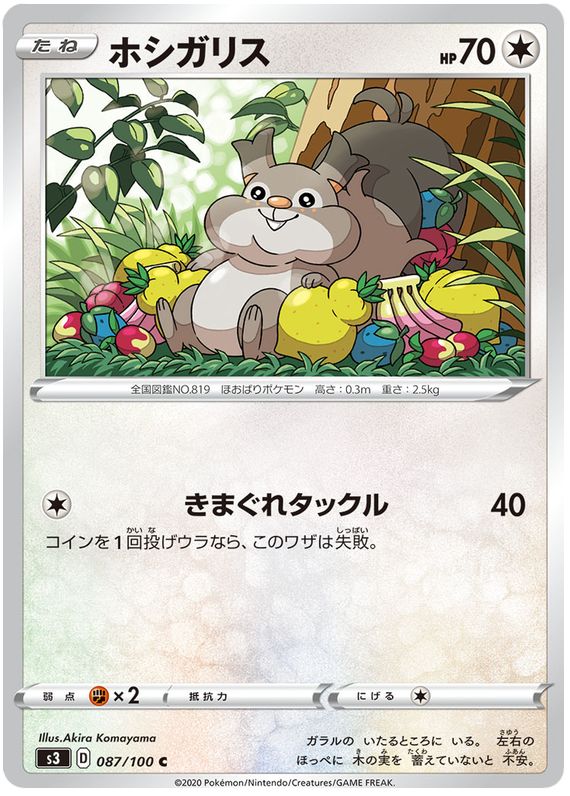 たね ホシガリス HP70
全国図鑑NO.819 ほおばりポケモン 高さ:0.3m 重さ:2.5kg
きまぐれタックル 40
コインを1回投げウラなら、このワザは失敗。
弱点 ×2 抵抗力 にげる
Illus.Akira Komayama
s3 D 087/100 C
ガラルの いたるところに いる。 左右の
ほっぺに 木の実を 蓄えていないと 不安。
©2020 Pokémon/Nintendo/Creatures/GAME FREAK.